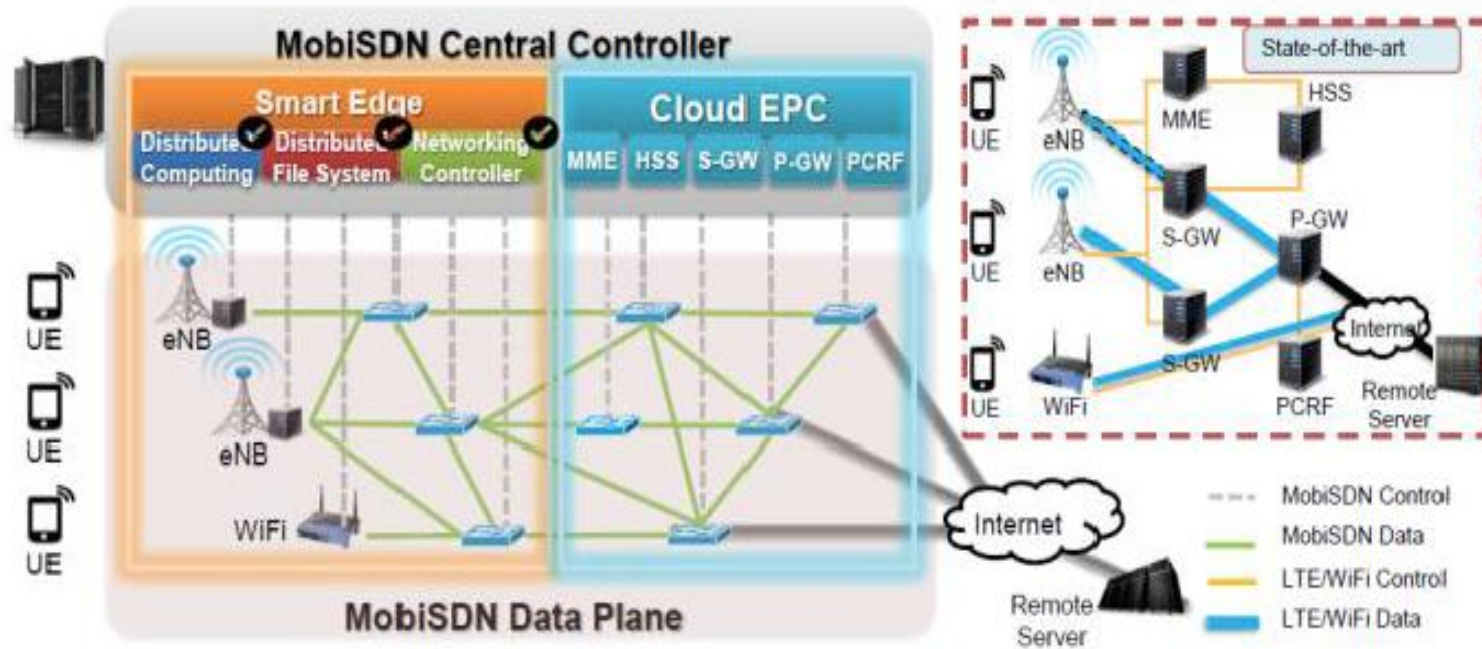 MobiSDN Central Controller
Smart Edge
Distributed
Computing
Distributed
File System
Networking
Controller
Cloud EPC
MME
HSS
S-GW
P-GW
PCRF
UE
eNB
UE
eNB
UE
WiFi
MobiSDN Data Plane
Internet
Remote
Server
State-of-the-art
UE
eNB
MME
HSS
UE
eNB
S-GW
P-GW
UE
WiFi
S-GW
PCRF
Internet
Remote
Server
MobiSDN Control
MobiSDN Data
LTE/WiFi Control
LTE/WiFi Data